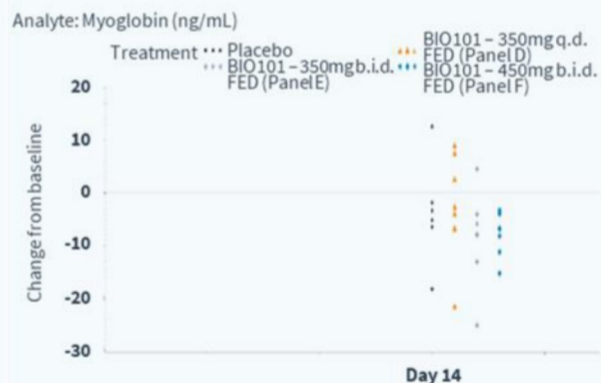 Analyte: Myoglobin (ng/mL)
Treatment
Placebo
BIO101 – 350mg b.i.d.
FED (Panel E)
BIO101 – 350mg q.d.
FED (Panel D)
BIO101 – 450mg b.i.d.
FED (Panel F)
Change from baseline
20
10
0
-10
-20
-30
Day 14